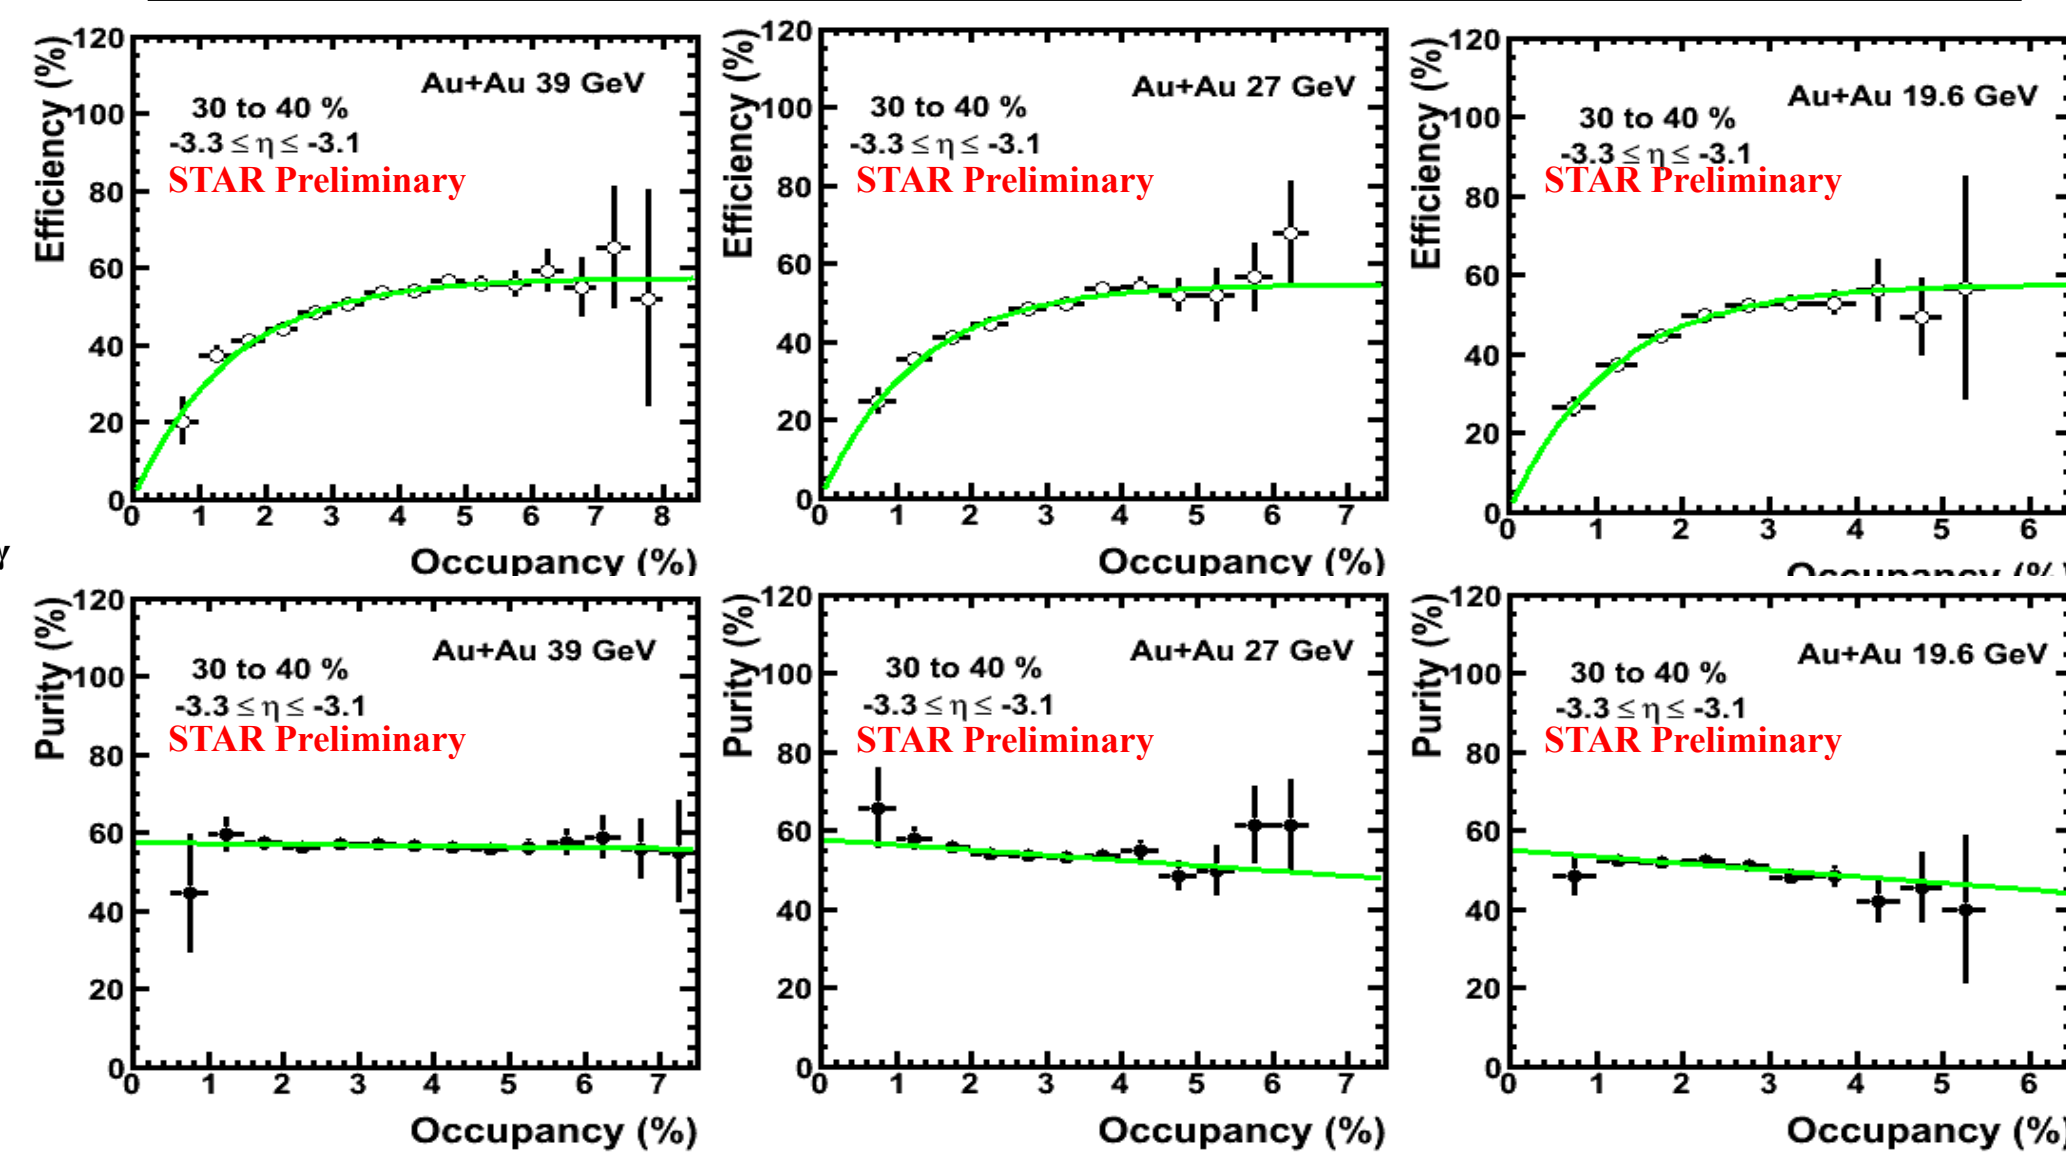 Efficiency (%)
120
100
80
60
40
20
0
Au+Au 39 GeV
30 to 40 %
-3.3 ≤ η ≤ -3.1
STAR Preliminary
0 1 2 3 4 5 6 7 8
Occupancy (%)
Efficiency (%)
120
100
80
60
40
20
0
Au+Au 27 GeV
30 to 40 %
-3.3 ≤ η ≤ -3.1
STAR Preliminary
0 1 2 3 4 5 6 7
Occupancy (%)
Efficiency (%)
120
100
80
60
40
20
0
Au+Au 19.6 GeV
30 to 40 %
-3.3 ≤ η ≤ -3.1
STAR Preliminary
0 1 2 3 4 5 6
Occupancy (%)
Purity (%)
120
100
80
60
40
20
0
Au+Au 39 GeV
30 to 40 %
-3.3 ≤ η ≤ -3.1
STAR Preliminary
0 1 2 3 4 5 6 7
Occupancy (%)
Purity (%)
120
100
80
60
40
20
0
Au+Au 27 GeV
30 to 40 %
-3.3 ≤ η ≤ -3.1
STAR Preliminary
0 1 2 3 4 5 6 7
Occupancy (%)
Purity (%)
120
100
80
60
40
20
0
Au+Au 19.6 GeV
30 to 40 %
-3.3 ≤ η ≤ -3.1
STAR Preliminary
0 1 2 3 4 5 6
Occupancy (%)